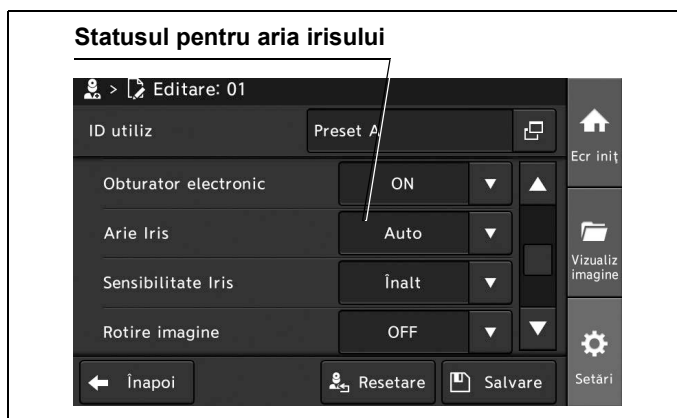 Statusul pentru aria irisului
> Editare: 01
ID utiliz Preset A
Ecr iniț
Obturator electronic ON
Arie Iris Auto
Vizualiz
imagine
Sensibilitate Iris Înalt
Rotire imagine OFF
Înapoi Resetare Salvare
Setări